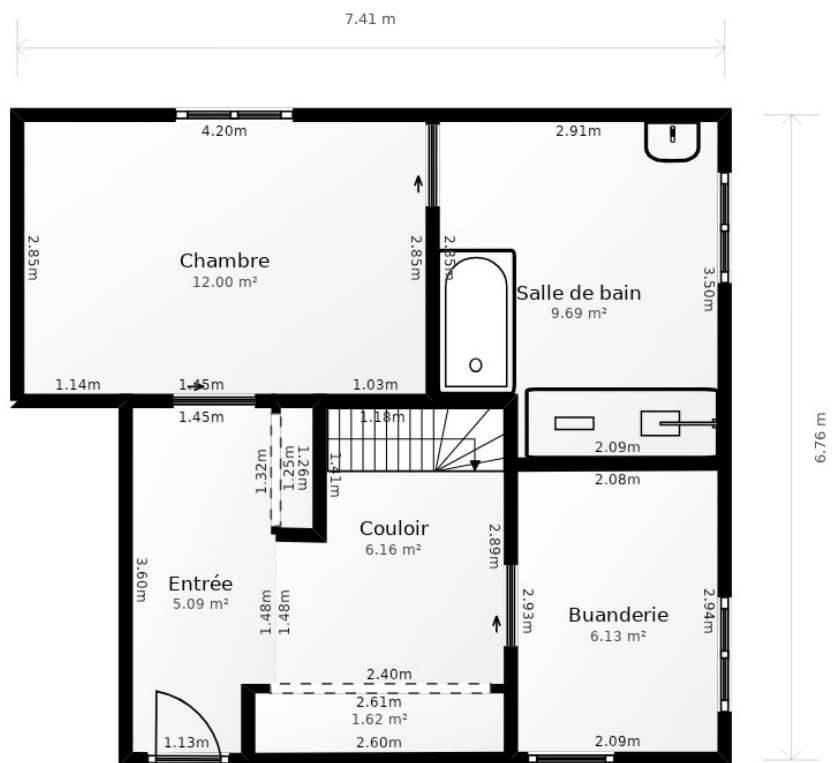 7.41 m
4.20m
2.91m
2.85m
2.85m
2.85m
3.50m
Chambre
12.00 m²
Salle de bain
9.69 m²
1.14m
1.45m
1.03m
1.45m
1.18m
2.09m
2.08m
6.76 m
1.32m
1.25m
1.26m
1.41m
Couloir
6.16 m²
2.89m
3.60m
Entrée
5.09 m²
1.48m
1.48m
2.93m
2.94m
Buanderie
6.13 m²
2.40m
2.61m
1.62 m²
1.13m
2.60m
2.09m